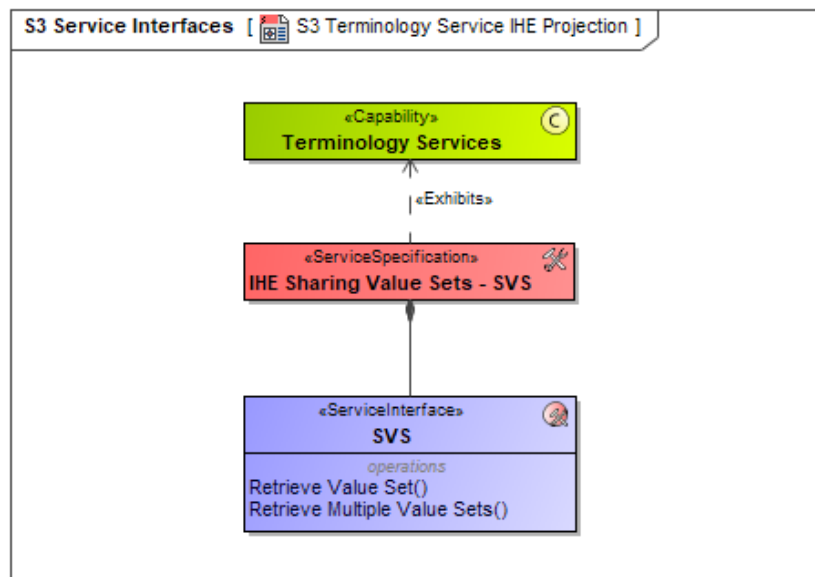 S3 Service Interfaces [ S3 Terminology Service IHE Projection ]
«Capability»
C
Terminology Services
«Exhibits»
«ServiceSpecification»
IHE Sharing Value Sets - SVS
«ServiceInterface»
SVS
operations
Retrieve Value Set()
Retrieve Multiple Value Sets()